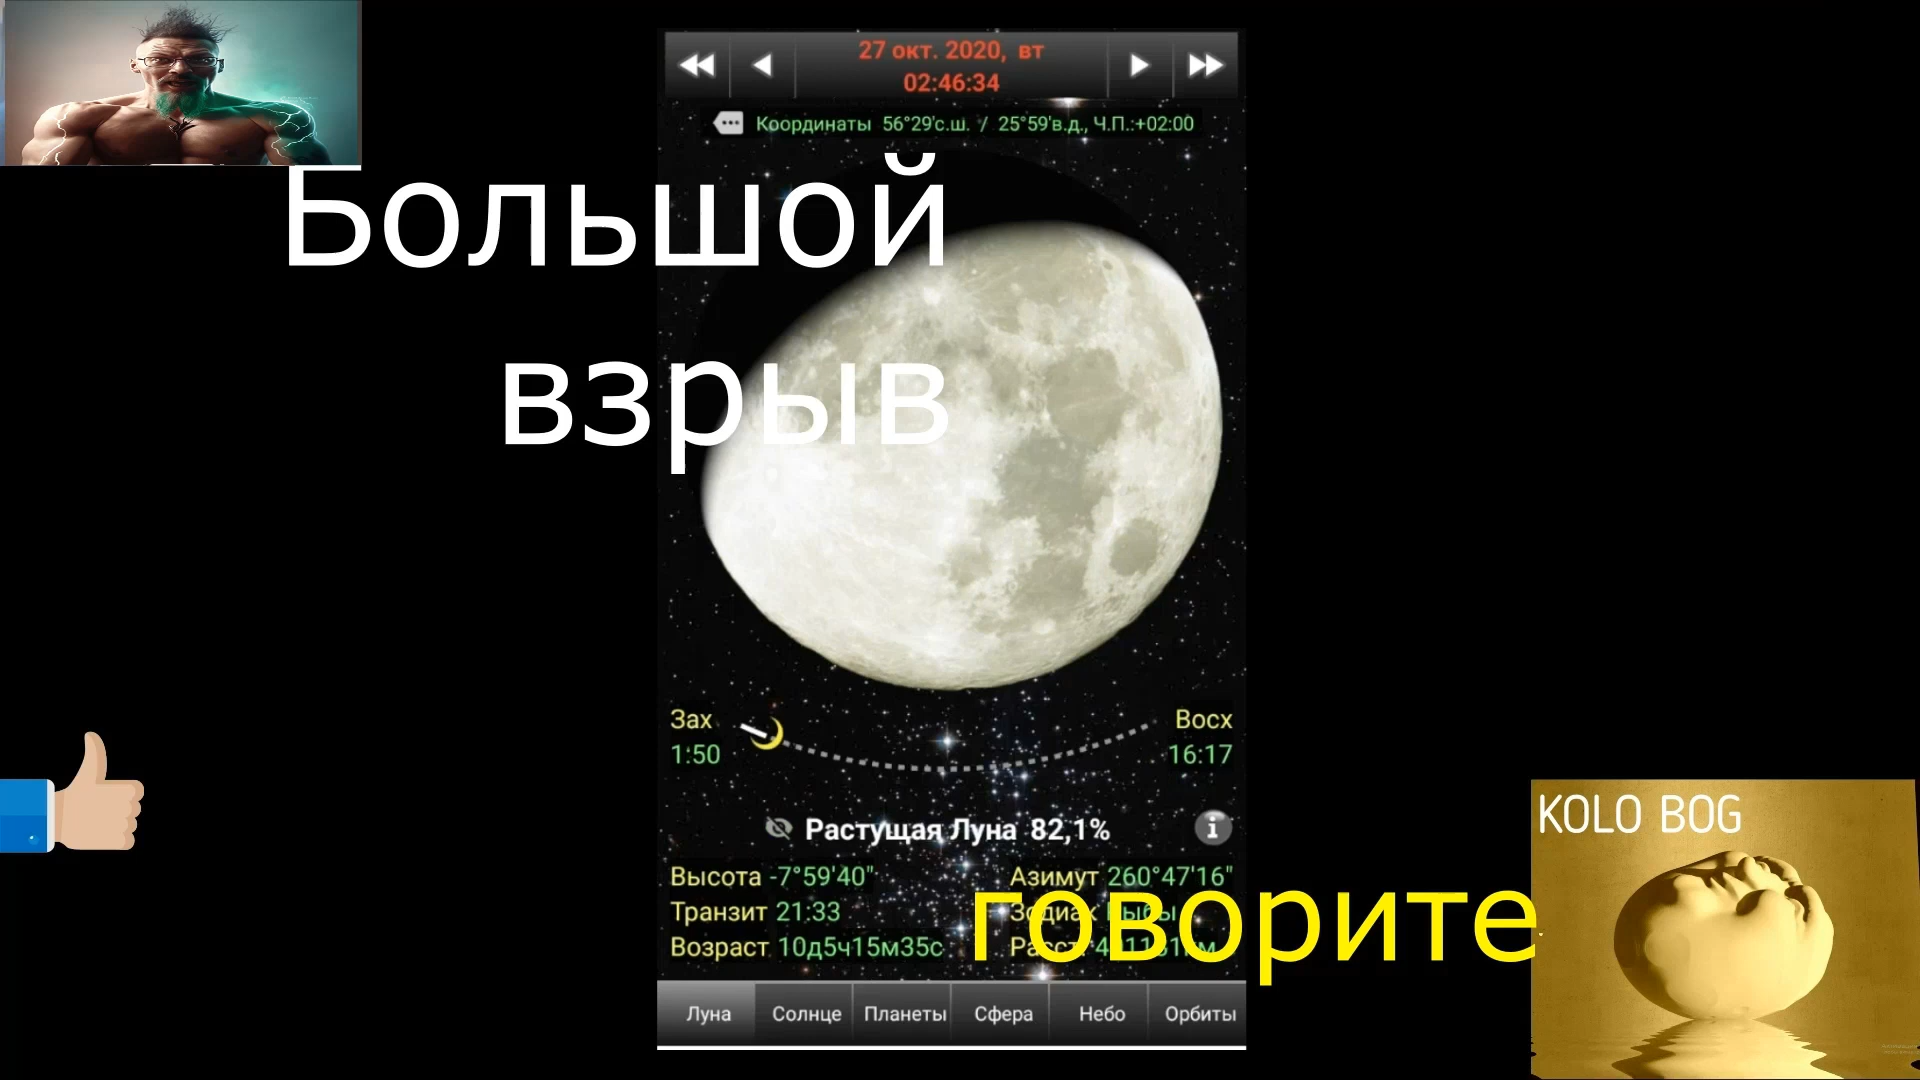 27 окт. 2020, вт
02:46:34
Координаты 56°29'с.ш. / 25°59'в.д., Ч.П.:+02:00
Большой
взрыв
Зах
1:50
Восх
16:17
Растущая Луна 82,1%
Высота -7°59'40"
Азимут 260°47'16"
Транзит 21:33
Зодиак Рыбы
Возраст 10д5ч15м35с
говорите
KOLO BOG
Луна Солнце Планеты Сфера Небо Орбиты